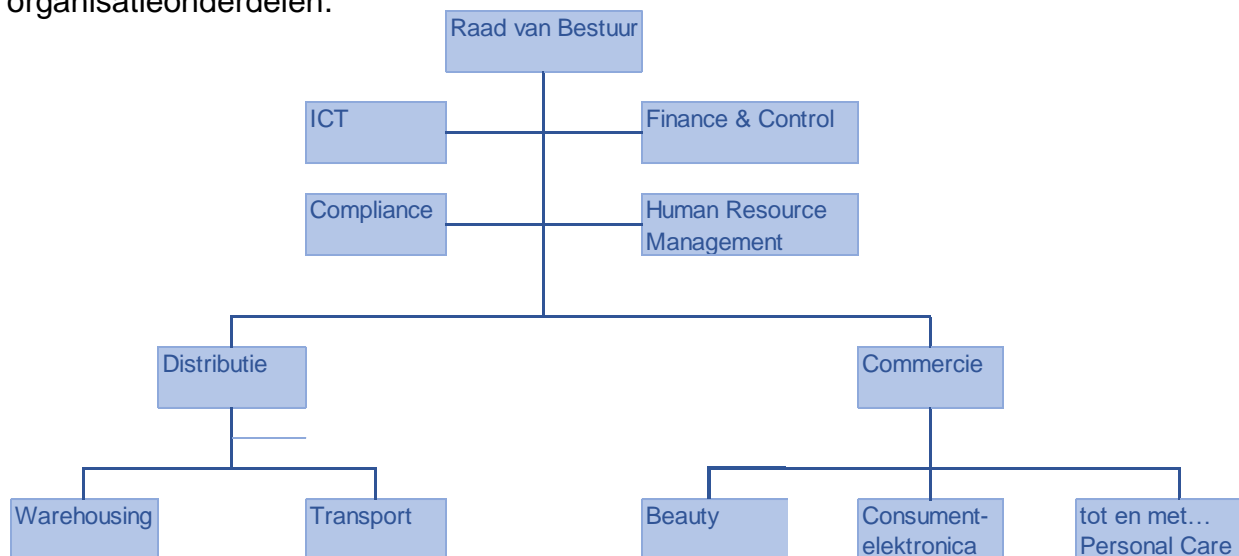 organisatieonderdelen.
Raad van Bestuur
ICT
Finance & Control
Compliance
Human Resource
Management
Distributie
Commercie
Warehousing
Transport
Beauty
Consument-
elektronica
tot en met…
Personal Care